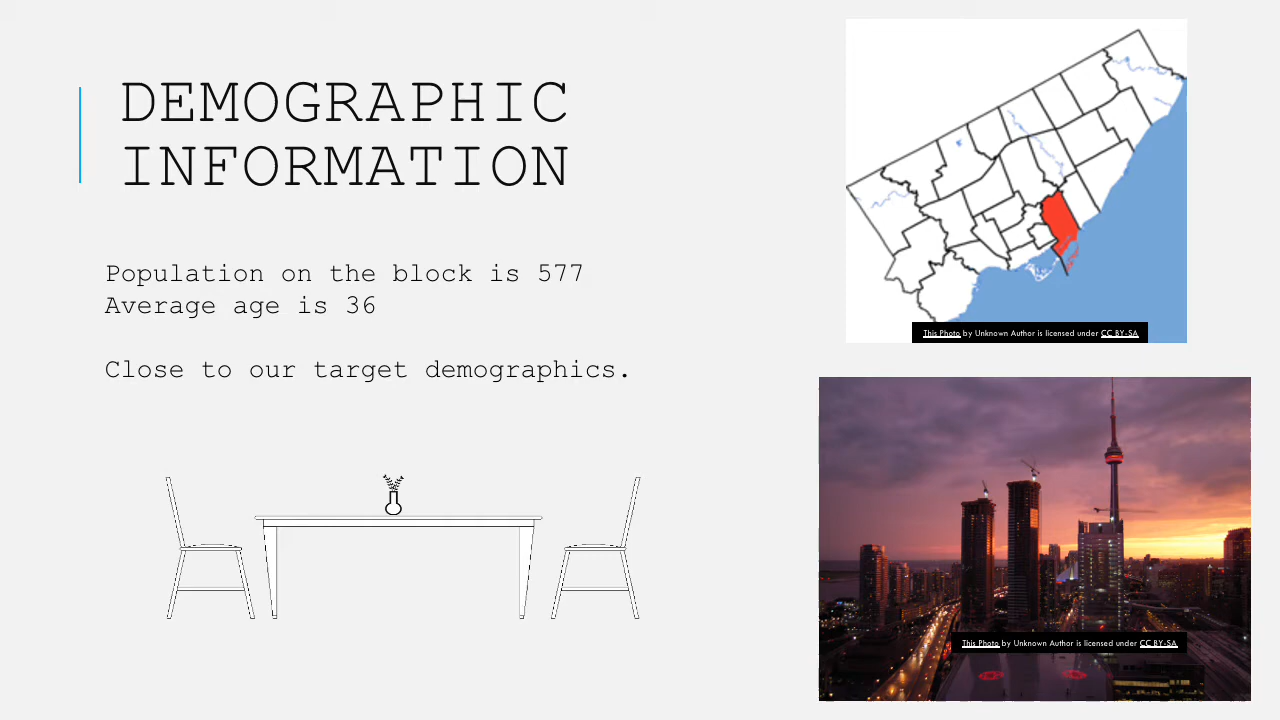 DEMOGRAPHIC
INFORMATION
Population on the block is 577
Average age is 36
Close to our target demographics.
This Photo by Unknown Author is licensed under CC BY-SA
This Photo by Unknown Author is licensed under CC BY-SA